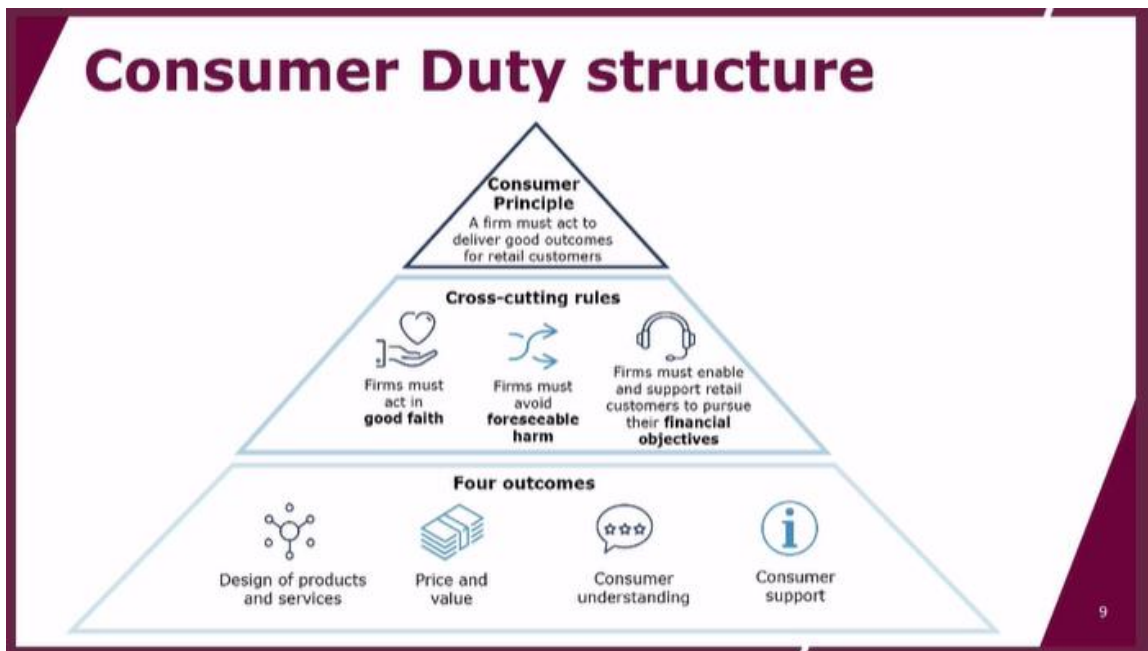 Consumer Duty structure
Consumer
Principle
A firm must act to
deliver good outcomes
for retail customers
Cross-cutting rules
Firms must
act in
good faith
Firms must
avoid
foreseeable
harm
Firms must enable
and support retail
customers to pursue
their financial
objectives
Four outcomes
Design of products
and services
Price and
value
Consumer
understanding
Consumer
support
9